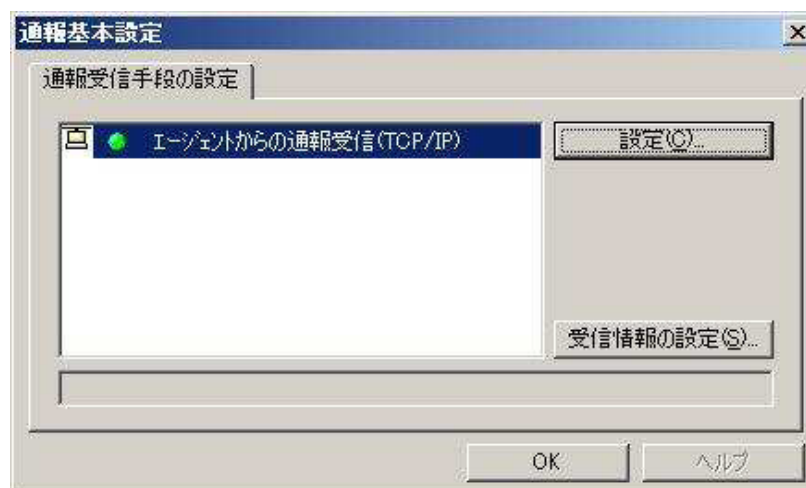 通報基本設定
通報受信手段の設定
エージェントからの通報受信(TCP/IP)
設定(C)...
受信情報の設定(S)...
OK
ヘルプ